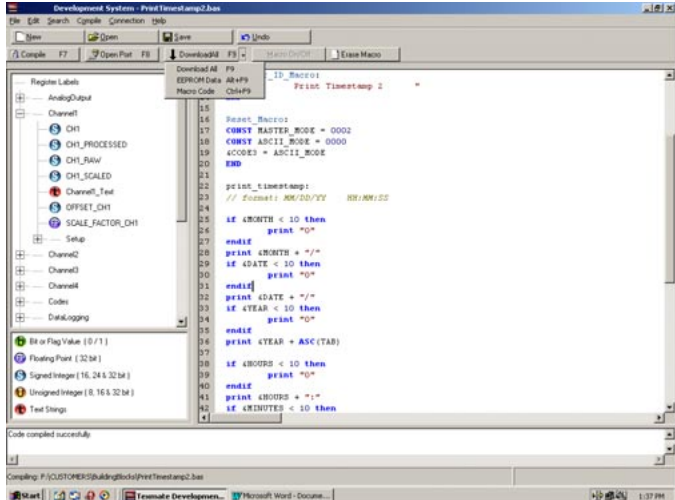 Development System - PrintTimestamp2.bas
File Edit Search Compile Connection Help
New Open Save Undo
Compile F7 Open Port F8 Download All F9 Macro On/Off Erase Macro
Download All F9
EEPROM Data Alt+F9
Macro Code Ctrl+F9
Register Labels
AnalogOutput
Channel1
CH1
CH1_PROCESSED
CH1_RAW
CH1_SCALED
Channel1_Text
OFFSET_CH1
SCALE_FACTOR_CH1
Setup
Channel2
Channel3
Channel4
Codes
DataLogging
Bit or Flag Value ( 0 / 1 )
Floating Point ( 32 bit )
Signed Integer ( 16, 24 & 32 bit )
Unsigned Integer ( 8, 16 & 32 bit )
Text Strings
_ID_Macro:
Print Timestamp 2 "
15
16 Reset_Macro:
17 CONST MASTER_MODE = 0002
18 CONST ASCII_MODE = 0000
19 &CODE3 = ASCII_MODE
20 END
21
22 print_timestamp:
23 // format: MM/DD/YY HH:MM:SS
24
25 if &MONTH < 10 then
26 print "0"
27 endif
28 print &MONTH + "/"
29 if &DATE < 10 then
30 print "0"
31 endif
32 print &DATE + "/"
33 if &YEAR < 10 then
34 print "0"
35 endif
36 print &YEAR + ASC(TAB)
37
38 if &HOURS < 10 then
39 print "0"
40 endif
41 print &HOURS + ":"
42 if &MINUTES < 10 then
Code compiled succesfully.
Compiling: F:\CUSTOMERS\BuildingBlocks\PrintTimestamp2.bas
Start Texmate Developmen... Microsoft Word - Docume... 1:37 PM